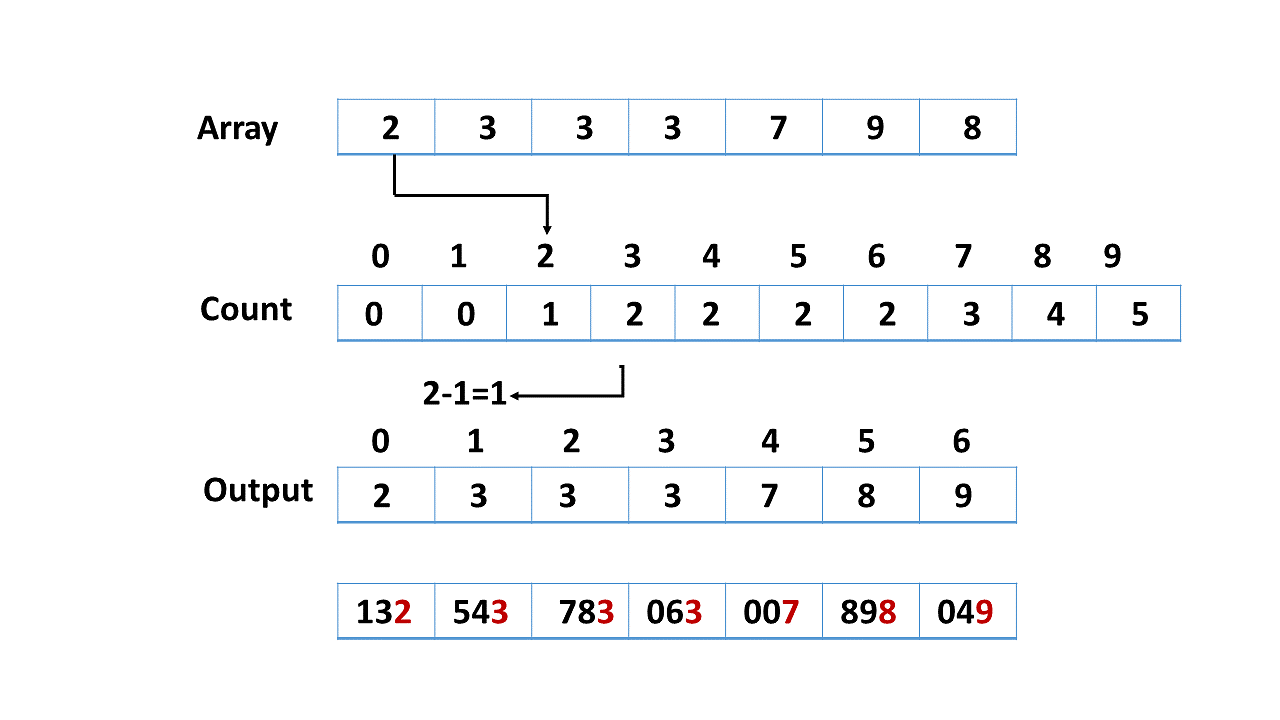 Array 2 3 3 3 7 9 8
0 1 2 3 4 5 6 7 8 9
Count 0 0 1 2 2 2 2 3 4 5
2-1=1
0 1 2 3 4 5 6
Output 2 3 3 3 7 8 9
132 543 783 063 007 898 049